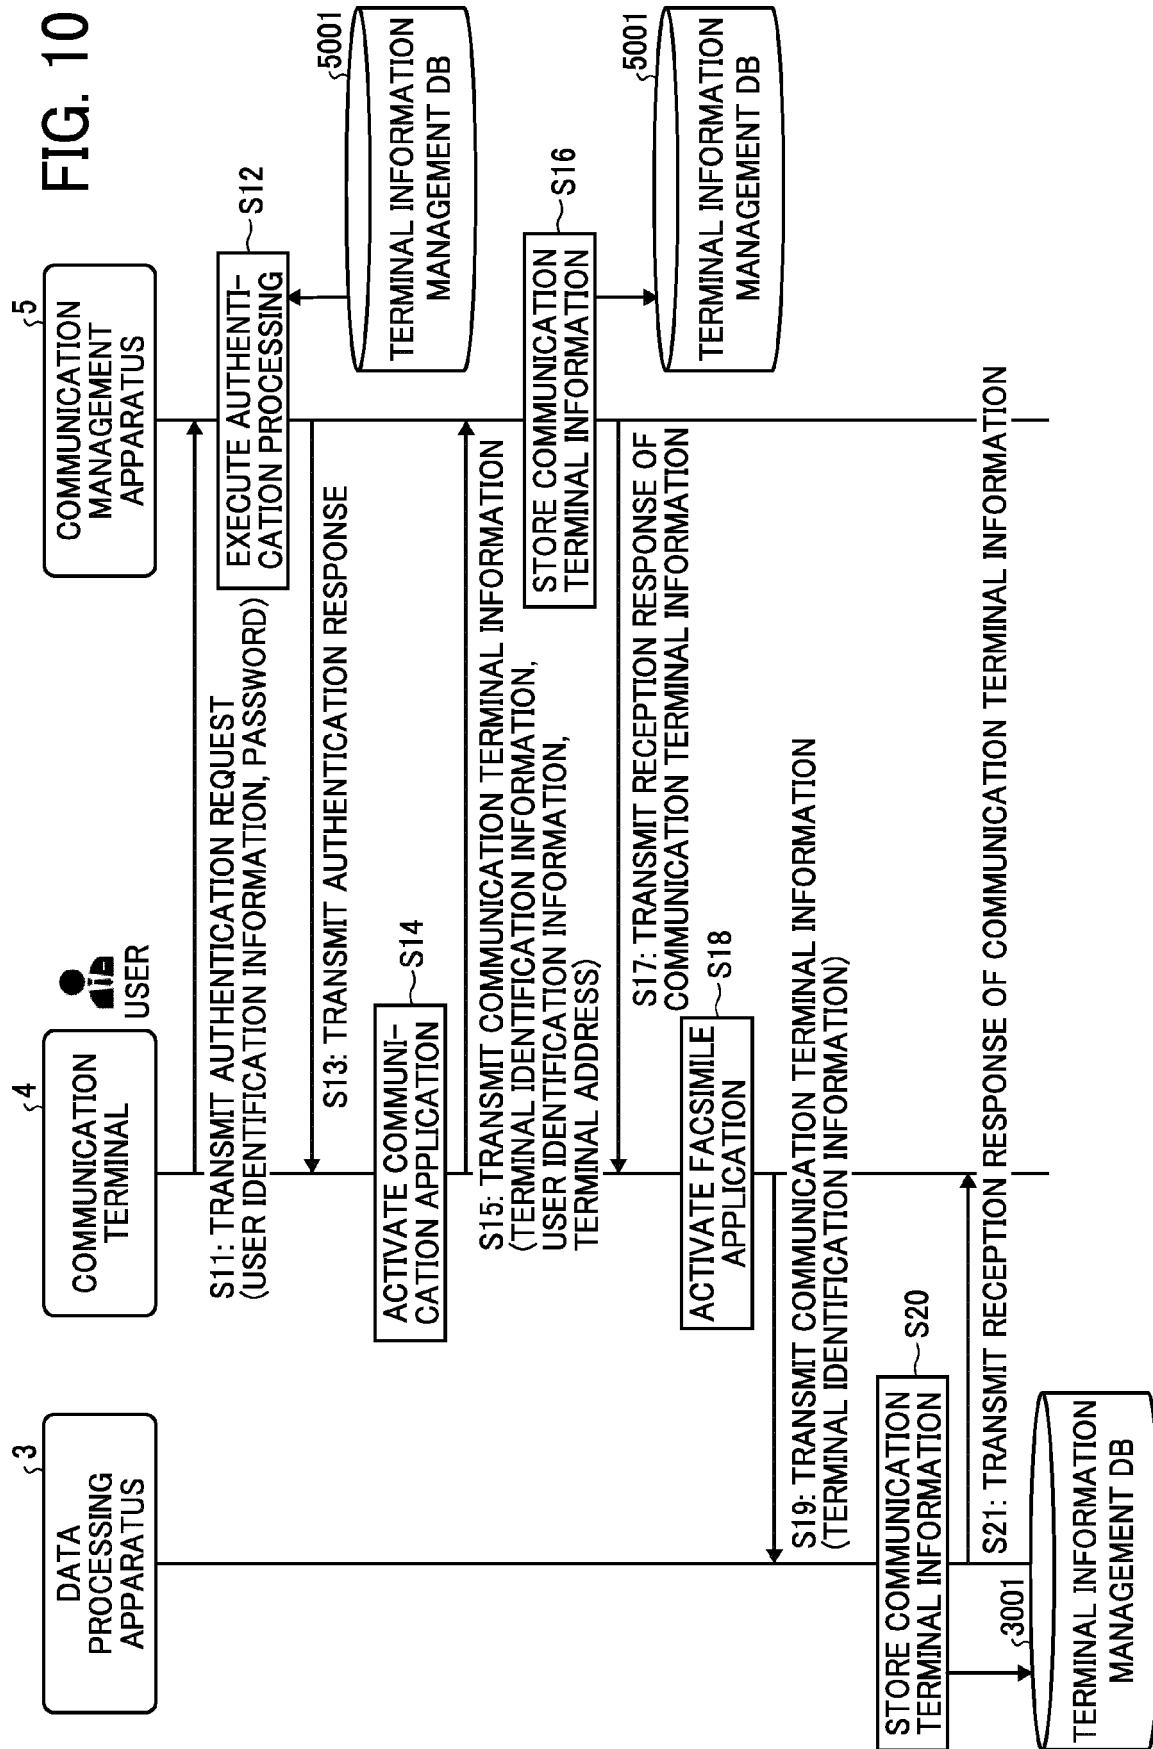 FIG. 10
3
DATA
PROCESSING
APPARATUS
4
COMMUNICATION
TERMINAL
USER
5
COMMUNICATION
MANAGEMENT
APPARATUS
S11: TRANSMIT AUTHENTICATION REQUEST
(USER IDENTIFICATION INFORMATION, PASSWORD)
EXECUTE AUTHENTI-
CATION PROCESSING
S12
5001
TERMINAL INFORMATION
MANAGEMENT DB
S13: TRANSMIT AUTHENTICATION RESPONSE
ACTIVATE COMMUNI-
CATION APPLICATION
S14
S15: TRANSMIT COMMUNICATION TERMINAL INFORMATION
(TERMINAL IDENTIFICATION INFORMATION,
USER IDENTIFICATION INFORMATION,
TERMINAL ADDRESS)
STORE COMMUNICATION
TERMINAL INFORMATION
S16
5001
TERMINAL INFORMATION
MANAGEMENT DB
S17: TRANSMIT RECEPTION RESPONSE OF
COMMUNICATION TERMINAL INFORMATION
ACTIVATE FACSIMILE
APPLICATION
S18
S19: TRANSMIT COMMUNICATION TERMINAL INFORMATION
(TERMINAL IDENTIFICATION INFORMATION)
STORE COMMUNICATION
TERMINAL INFORMATION
S20
S21: TRANSMIT RECEPTION RESPONSE OF COMMUNICATION TERMINAL INFORMATION
3001
TERMINAL INFORMATION
MANAGEMENT DB